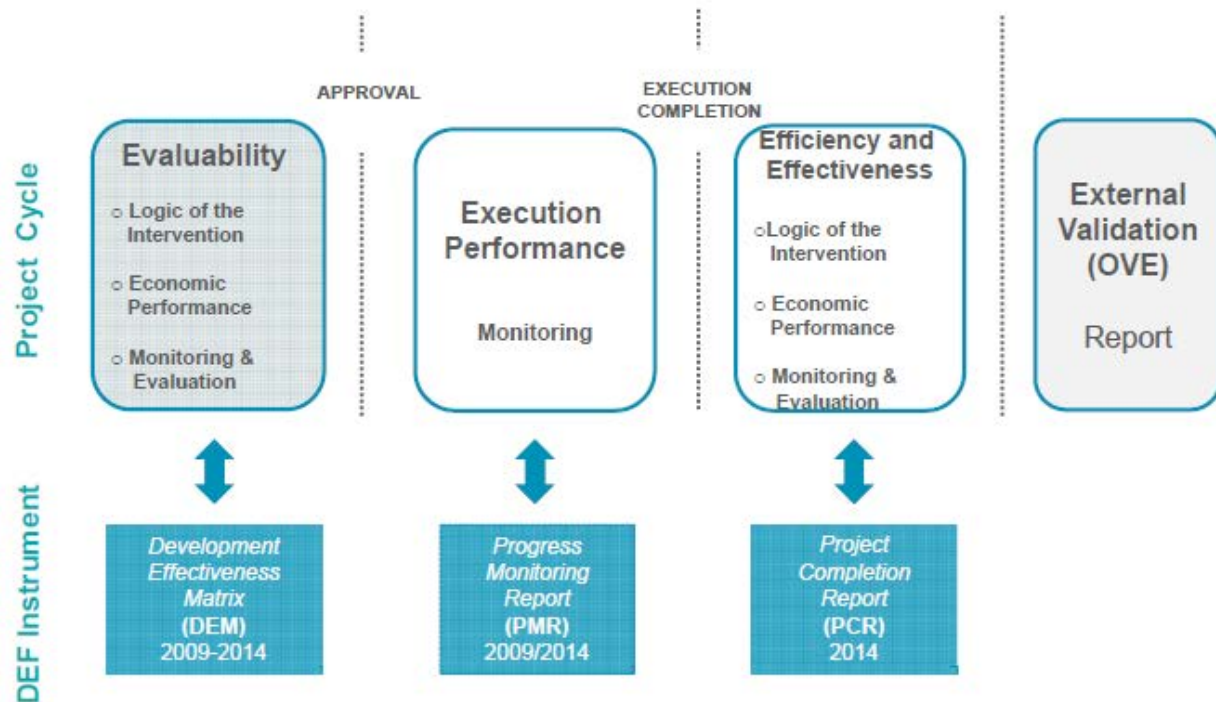 APPROVAL
EXECUTION
COMPLETION
Project Cycle
Evaluability
o Logic of the
Intervention
o Economic
Performance
o Monitoring &
Evaluation
Execution
Performance
Monitoring
Efficiency and
Effectiveness
oLogic of the
Intervention
o Economic
Performance
o Monitoring &
Evaluation
External
Validation
(OVE)
Report
DEF Instrument
Development
Effectiveness
Matrix
(DEM)
2009-2014
Progress
Monitoring
Report
(PMR)
2009/2014
Project
Completion
Report
(PCR)
2014